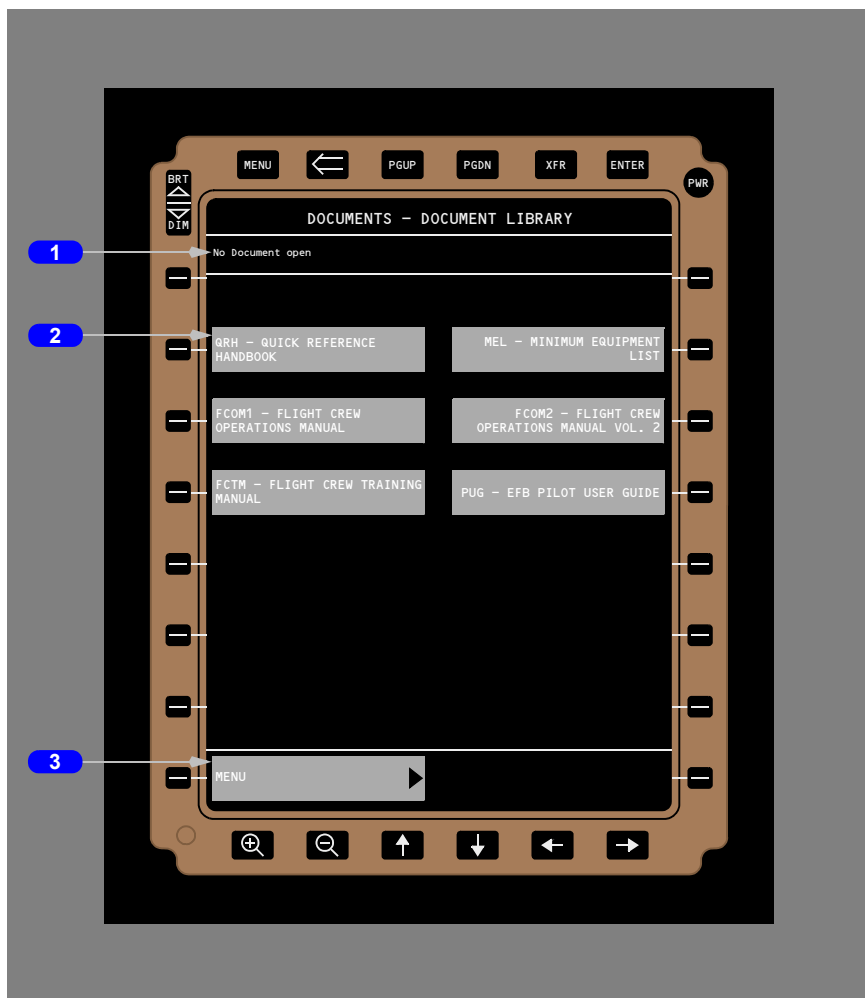 MENU
PGUP
PGDN
XFR
ENTER
BRT
DIM
PWR
DOCUMENTS – DOCUMENT LIBRARY
1
No Document open
2
QRH – QUICK REFERENCE
HANDBOOK
MEL – MINIMUM EQUIPMENT
LIST
FCOM1 – FLIGHT CREW
OPERATIONS MANUAL
FCOM2 – FLIGHT CREW
OPERATIONS MANUAL VOL. 2
FCTM – FLIGHT CREW TRAINING
MANUAL
PUG – EFB PILOT USER GUIDE
3
MENU